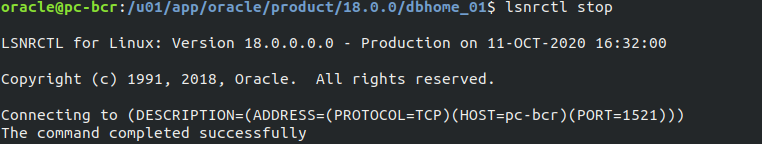 oracle@pc-bcr:/u01/app/oracle/product/18.0.0/dbhome_01$ lsnrctl stop
LSNRCTL for Linux: Version 18.0.0.0.0 - Production on 11-OCT-2020 16:32:00
Copyright (c) 1991, 2018, Oracle.  All rights reserved.
Connecting to (DESCRIPTION=(ADDRESS=(PROTOCOL=TCP)(HOST=pc-bcr)(PORT=1521)))
The command completed successfully